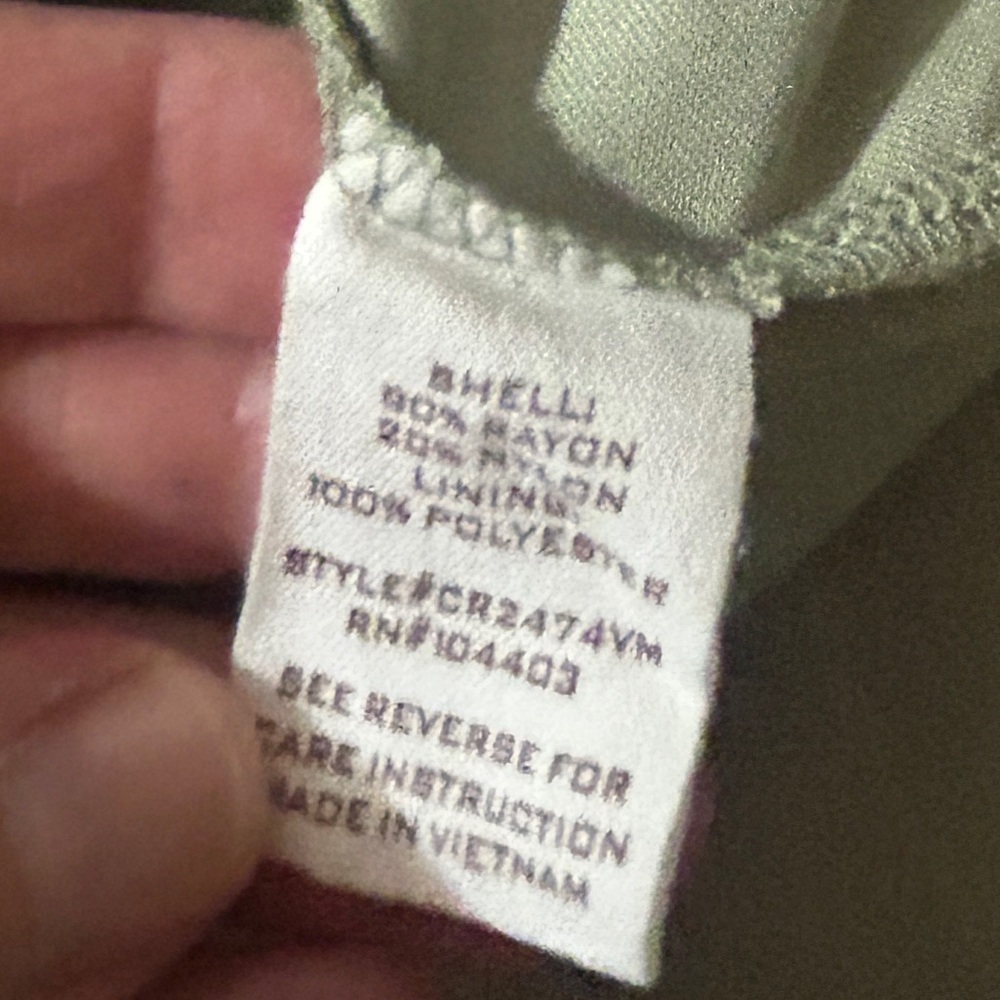 SHELL:
80% RAYON
20% NYLON
LINING:
100% POLYESTER
STYLE#CR2474VM
RN#104403
SEE REVERSE FOR
CARE INSTRUCTION
MADE IN VIETNAM